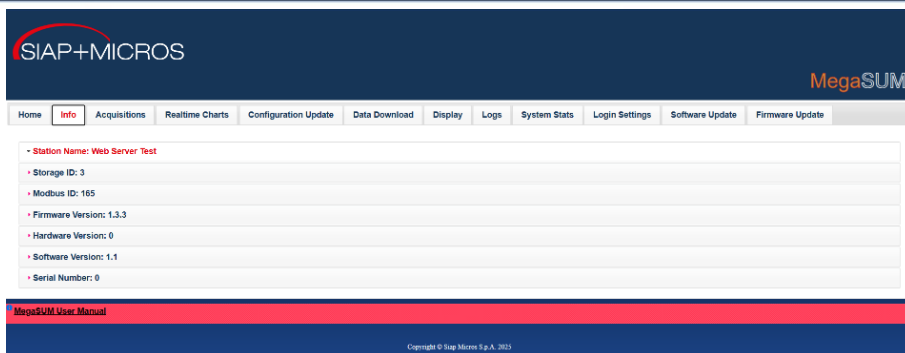 SIAP+MICROS
MegaSUM
Home Info Acquisitions Realtime Charts Configuration Update Data Download Display Logs System Stats Login Settings Software Update Firmware Update
Station Name: Web Server Test
Storage ID: 3
Modbus ID: 165
Firmware Version: 1.3.3
Hardware Version: 0
Software Version: 1.1
Serial Number: 0
MegaSUM User Manual
Copyright © Siap Micros S.p.A. 2025